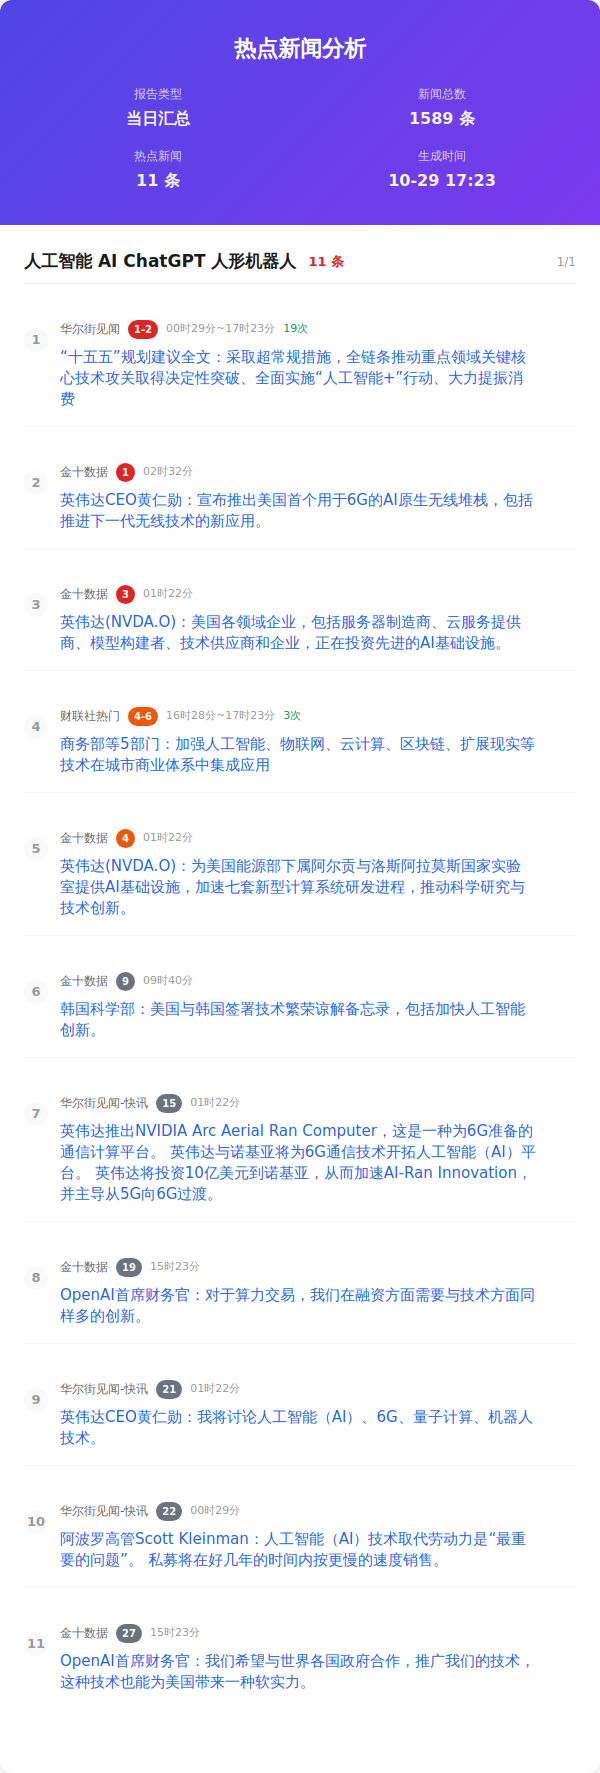 热点新闻分析
报告类型
新闻总数
当日汇总
1589 条
热点新闻
生成时间
11 条
10-29 17:23
人工智能 AI ChatGPT 人形机器人 11 条 1/1
1 华尔街见闻 1-2 00时29分~17时23分 19次
“十五五”规划建议全文：采取超常规措施，全链条推动重点领域关键核
心技术攻关取得决定性突破、全面实施“人工智能+”行动、大力提振消
费
2 金十数据 1 02时32分
英伟达CEO黄仁勋：宣布推出美国首个用于6G的AI原生无线堆栈，包括
推进下一代无线技术的新应用。
3 金十数据 3 01时22分
英伟达(NVDA.O)：美国各领域企业，包括服务器制造商、云服务提供
商、模型构建者、技术供应商和企业，正在投资先进的AI基础设施。
4 财联社热门 4-6 16时28分~17时23分 3次
商务部等5部门：加强人工智能、物联网、云计算、区块链、扩展现实等
技术在城市商业体系中集成应用
5 金十数据 4 01时22分
英伟达(NVDA.O)：为美国能源部下属阿尔贡与洛斯阿拉莫斯国家实验
室提供AI基础设施，加速七套新型计算系统研发进程，推动科学研究与
技术创新。
6 金十数据 9 09时40分
韩国科学部：美国与韩国签署技术繁荣谅解备忘录，包括加快人工智能
创新。
7 华尔街见闻-快讯 15 01时22分
英伟达推出NVIDIA Arc Aerial Ran Computer，这是一种为6G准备的
通信计算平台。 英伟达与诺基亚将为6G通信技术开拓人工智能（AI）平
台。 英伟达将投资10亿美元到诺基亚，从而加速AI-Ran Innovation，
并主导从5G向6G过渡。
8 金十数据 19 15时23分
OpenAI首席财务官：对于算力交易，我们在融资方面需要与技术方面同
样多的创新。
9 华尔街见闻-快讯 21 01时22分
英伟达CEO黄仁勋：我将讨论人工智能（AI）、6G、量子计算、机器人
技术。
10 华尔街见闻-快讯 22 00时29分
阿波罗高管Scott Kleinman：人工智能（AI）技术取代劳动力是“最重
要的问题”。 私募将在好几年的时间内按更慢的速度销售。
11 金十数据 27 15时23分
OpenAI首席财务官：我们希望与世界各国政府合作，推广我们的技术，
这种技术也能为美国带来一种软实力。